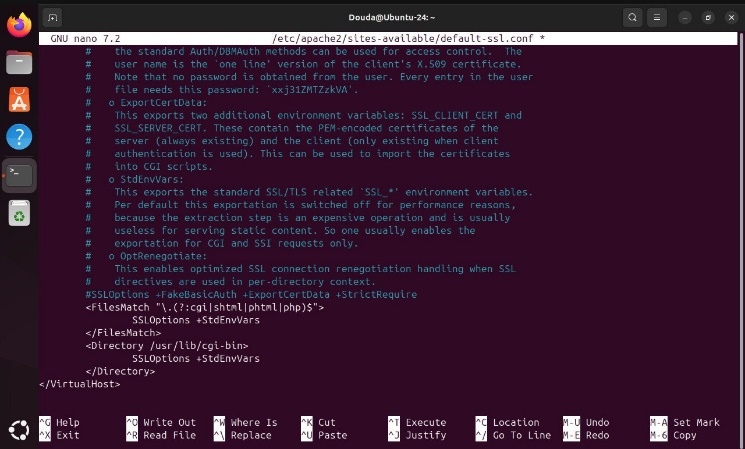 Douda@Ubuntu-24: ~
GNU nano 7.2 /etc/apache2/sites-available/default-ssl.conf *
# the standard Auth/DBMAuth methods can be used for access control. The
# user name is the `one line' version of the client's X.509 certificate.
# Note that no password is obtained from the user. Every entry in the user
# file needs this password: `xxj31ZMTZzkVA'.
# o ExportCertData:
# This exports two additional environment variables: SSL_CLIENT_CERT and
# SSL_SERVER_CERT. These contain the PEM-encoded certificates of the
# server (always existing) and the client (only existing when client
# authentication is used). This can be used to import the certificates
# into CGI scripts.
# o StdEnvVars:
# This exports the standard SSL/TLS related `SSL_*' environment variables.
# Per default this exportation is switched off for performance reasons,
# because the extraction step is an expensive operation and is usually
# useless for serving static content. So one usually enables the
# exportation for CGI and SSI requests only.
# o OptRenegotiate:
# This enables optimized SSL connection renegotiation handling when SSL
# directives are used in per-directory context.
#SSLOptions +FakeBasicAuth +ExportCertData +StrictRequire
<FilesMatch "\.(?:cgi|shtml|phtml|php)$">
SSLOptions +StdEnvVars
</FilesMatch>
<Directory /usr/lib/cgi-bin>
SSLOptions +StdEnvVars
</Directory>
</VirtualHost>
^G Help ^O Write Out ^W Where Is ^K Cut ^T Execute ^C Location M-U Undo M-A Set Mark
^X Exit ^R Read File ^\ Replace ^U Paste ^J Justify ^/ Go To Line M-E Redo M-6 Copy